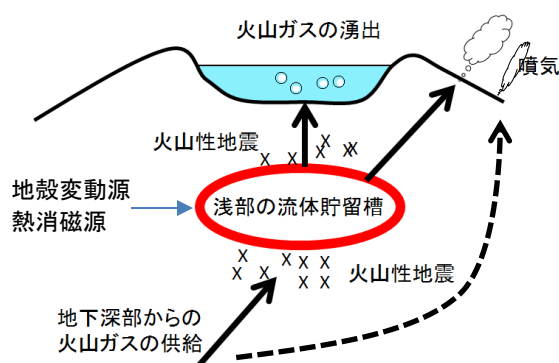 火山ガスの湧出
噴気
火山性地震
地殻変動源
熱消磁源
浅部の流体貯留槽
火山性地震
地下深部からの
火山ガスの供給